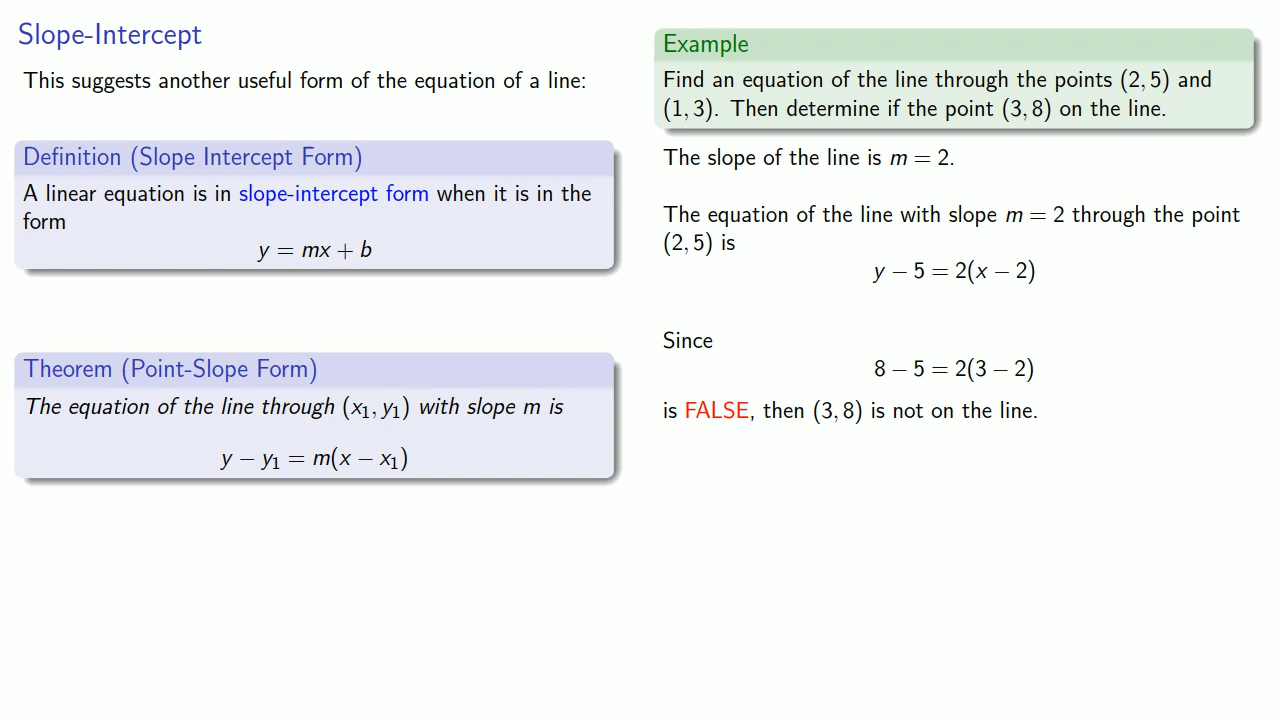 Slope-Intercept
This suggests another useful form of the equation of a line:
Definition (Slope Intercept Form)
A linear equation is in slope-intercept form when it is in the
form
y = mx + b
Theorem (Point-Slope Form)
The equation of the line through (x₁, y₁) with slope m is
y − y₁ = m(x − x₁)
Example
Find an equation of the line through the points (2, 5) and
(1, 3). Then determine if the point (3, 8) on the line.
The slope of the line is m = 2.
The equation of the line with slope m = 2 through the point
(2, 5) is
y − 5 = 2(x − 2)
Since
8 − 5 = 2(3 − 2)
is FALSE, then (3, 8) is not on the line.